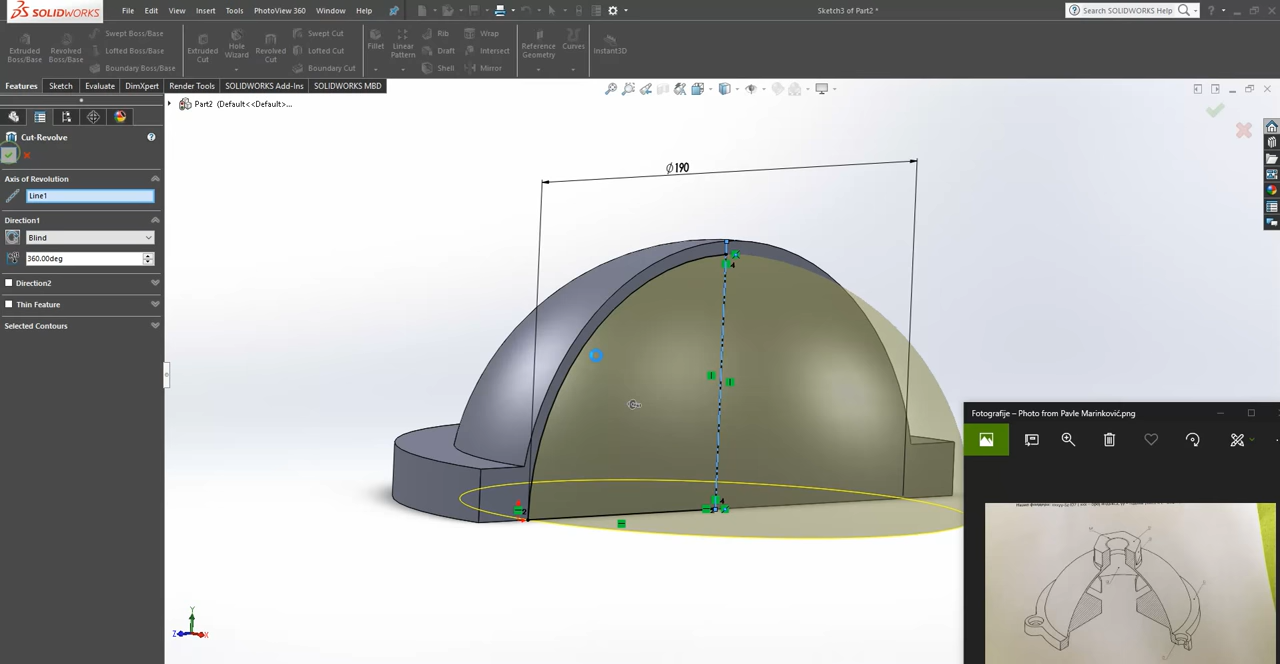 SOLIDWORKS
File Edit View Insert Tools PhotoView 360 Window Help
Sketch3 of Part2 *
Search SOLIDWORKS Help
Extruded Boss/Base
Revolved Boss/Base
Swept Boss/Base
Lofted Boss/Base
Boundary Boss/Base
Extruded Cut
Hole Wizard
Revolved Cut
Swept Cut
Lofted Cut
Boundary Cut
Fillet
Linear Pattern
Rib
Draft
Shell
Wrap
Intersect
Mirror
Reference Geometry
Curves
Instant3D
Features Sketch Evaluate DimXpert Render Tools SOLIDWORKS Add-Ins SOLIDWORKS MBD
Part2 (Default<<Default>...
Cut-Revolve
Axis of Revolution
Line1
Direction1
Blind
360.00deg
Direction2
Thin Feature
Selected Contours
Ø190
4
4
2
Y
Z
X
Fotografije – Photo from Pavle Marinković.png